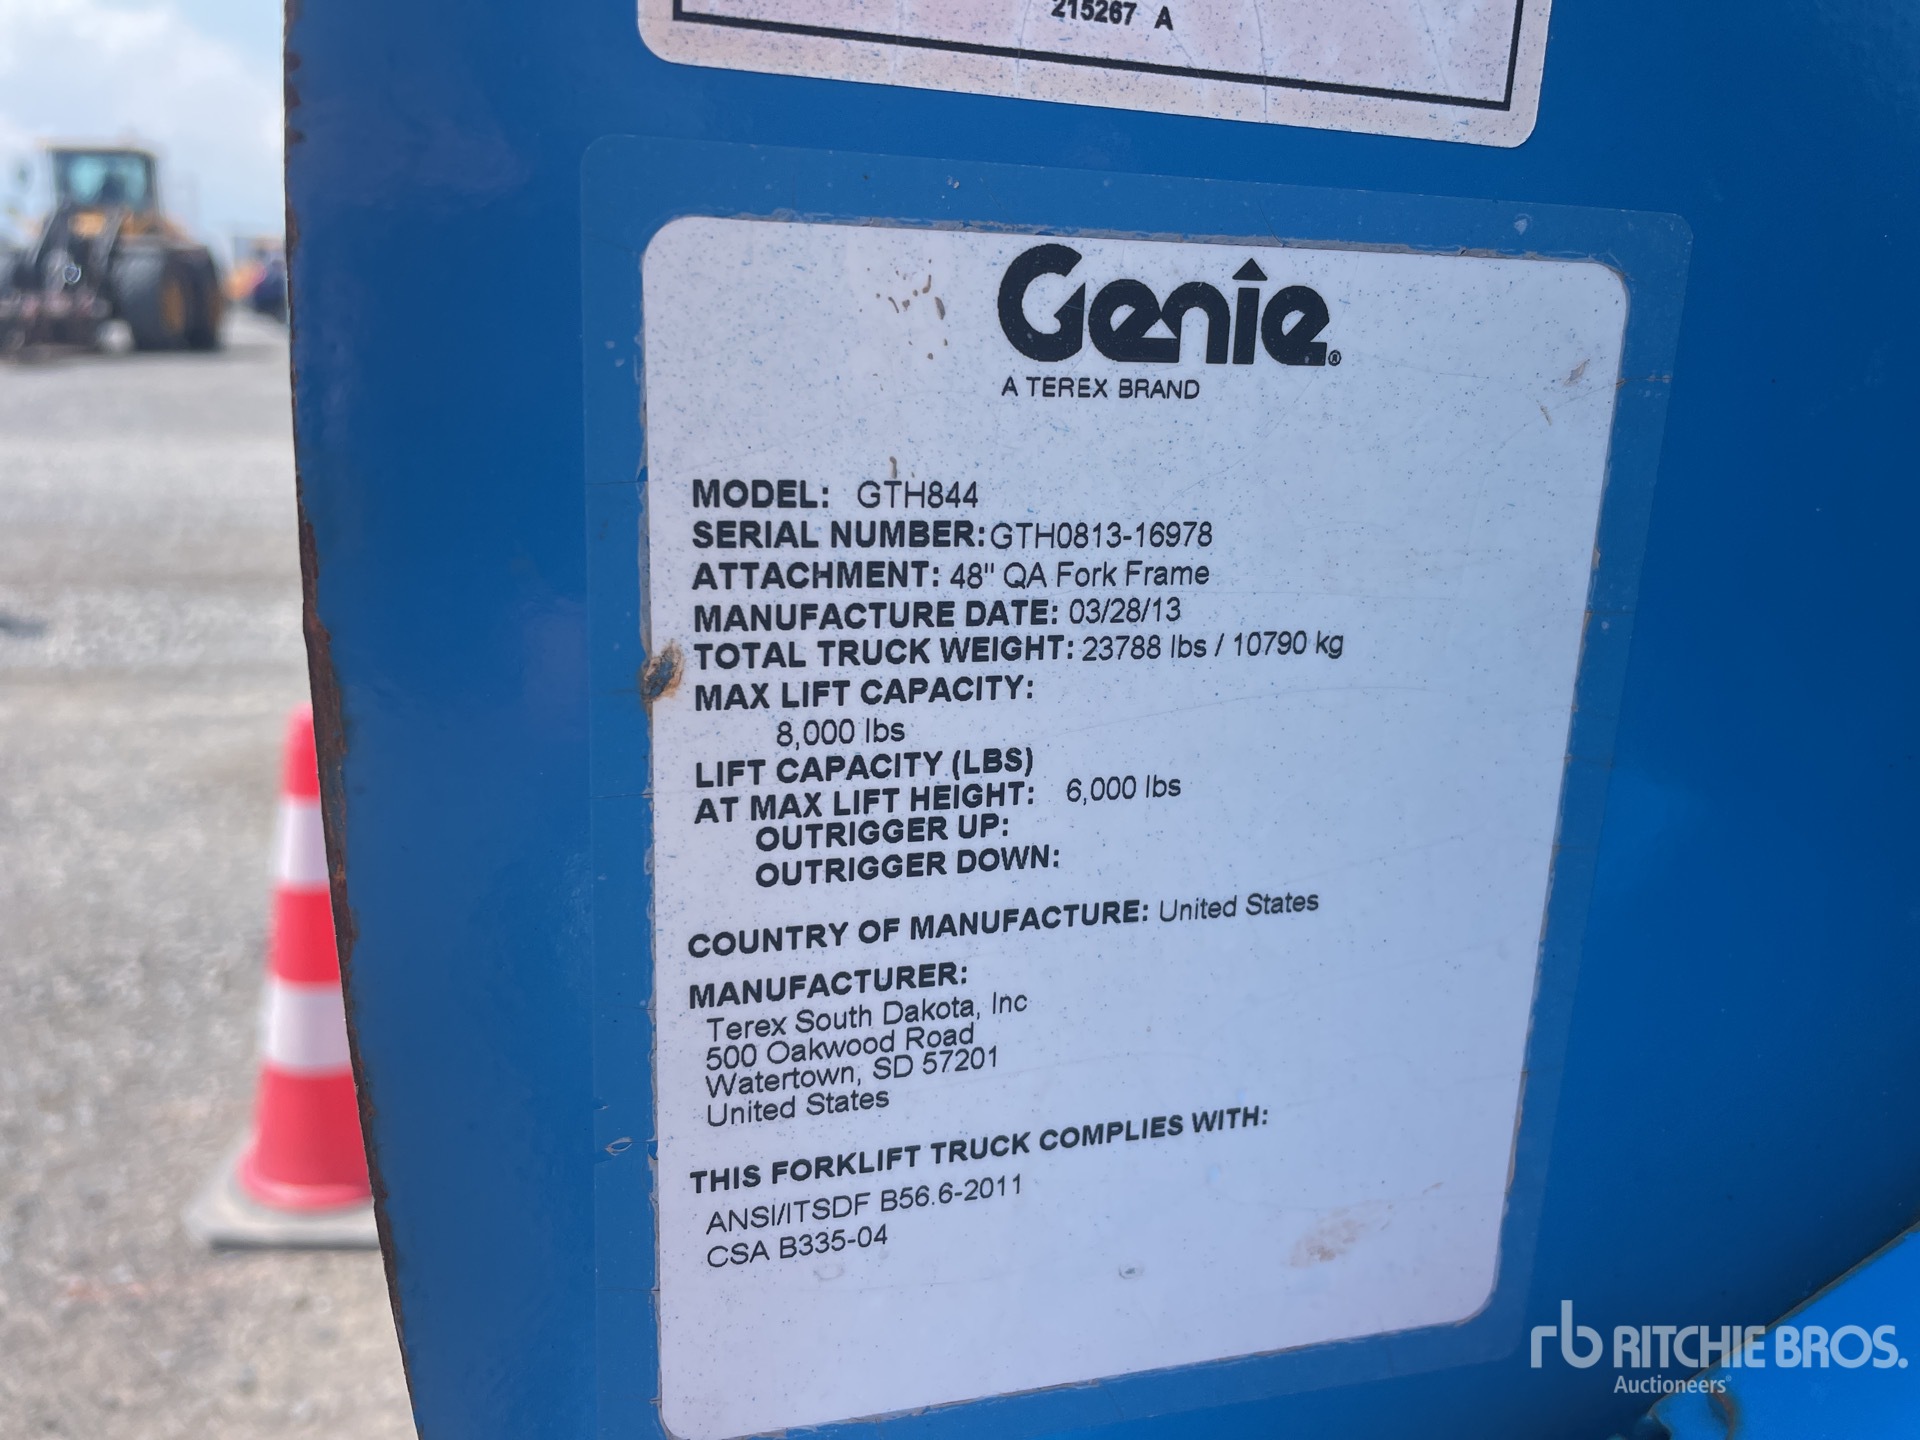 215267 A
Genie®
A TEREX BRAND
MODEL: GTH844
SERIAL NUMBER: GTH0813-16978
ATTACHMENT: 48" QA Fork Frame
MANUFACTURE DATE: 03/28/13
TOTAL TRUCK WEIGHT: 23788 lbs / 10790 kg
MAX LIFT CAPACITY:
8,000 lbs
LIFT CAPACITY (LBS)
AT MAX LIFT HEIGHT: 6,000 lbs
OUTRIGGER UP:
OUTRIGGER DOWN:
COUNTRY OF MANUFACTURE: United States
MANUFACTURER:
Terex South Dakota, Inc
500 Oakwood Road
Watertown, SD 57201
United States
THIS FORKLIFT TRUCK COMPLIES WITH:
ANSI/ITSDF B56.6-2011
CSA B335-04
rb RITCHIE BROS.
Auctioneers